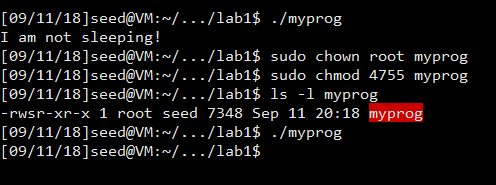 [09/11/18]seed@VM:~/.../lab1$ ./myprog
I am not sleeping!
[09/11/18]seed@VM:~/.../lab1$ sudo chown root myprog
[09/11/18]seed@VM:~/.../lab1$ sudo chmod 4755 myprog
[09/11/18]seed@VM:~/.../lab1$ ls -l myprog
-rwsr-xr-x 1 root seed 7348 Sep 11 20:18 myprog
[09/11/18]seed@VM:~/.../lab1$ ./myprog
[09/11/18]seed@VM:~/.../lab1$